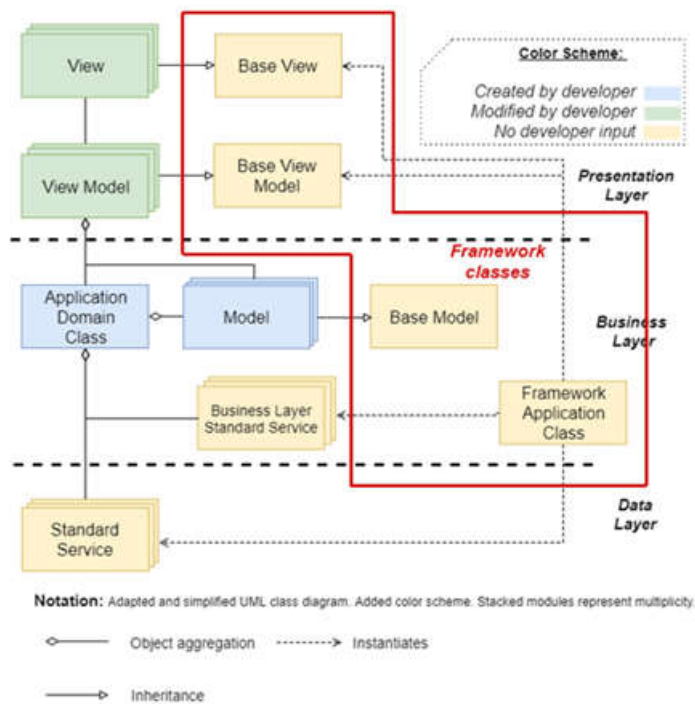 View
Base View
Color Scheme:
Created by developer
Modified by developer
No developer input
View Model
Base View
Model
Presentation
Layer
Framework
classes
Application
Domain
Class
Model
Base Model
Business
Layer
Business Layer
Standard Service
Framework
Application
Class
Standard
Service
Data
Layer
Notation: Adapted and simplified UML class diagram. Added color scheme. Stacked modules represent multiplicity.
Object aggregation
Instantiates
Inheritance